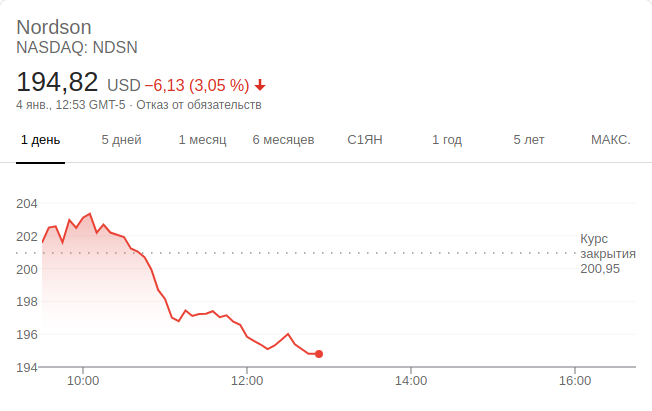 Nordson
NASDAQ: NDSN
194,82 USD −6,13 (3,05 %)
4 янв., 12:53 GMT-5 · Отказ от обязательств
1 день 5 дней 1 месяц 6 месяцев С1ЯН 1 год 5 лет МАКС.
204
202
200
198
196
194
Курс
закрытия
200,95
10:00 12:00 14:00 16:00